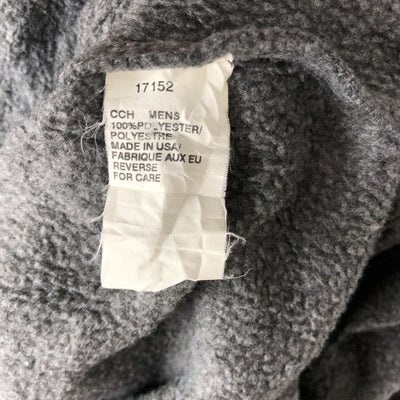 17152
CCH MENS
100%POLYESTER/
POLYESTRE
MADE IN USA/
FABRIQUE AUX EU
REVERSE
FOR CARE